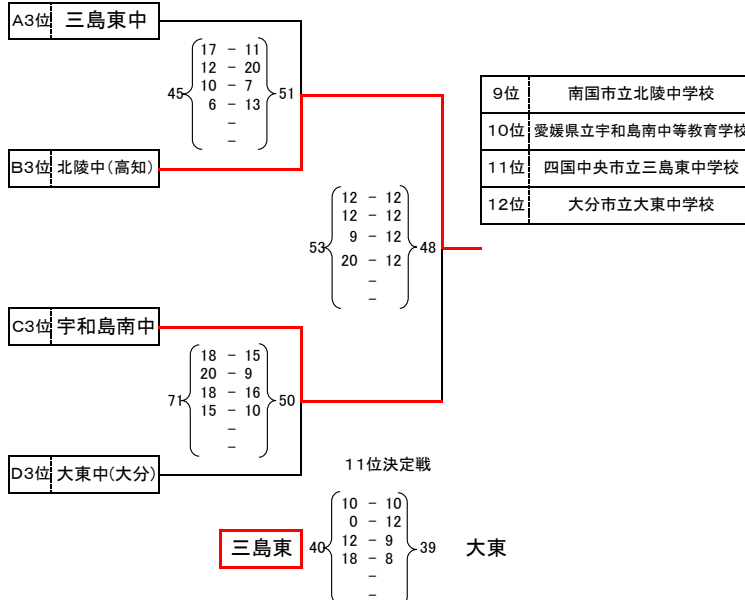 A3位 三島東中
17 - 11
12 - 20
10 - 7
6 - 13
-
-
45 51
B3位 北陵中(高知)
9位 南国市立北陵中学校
10位 愛媛県立宇和島南中等教育学校
11位 四国中央市立三島東中学校
12位 大分市立大東中学校
12 - 12
12 - 12
9 - 12
20 - 12
-
-
53 48
C3位 宇和島南中
18 - 15
20 - 9
18 - 16
15 - 10
-
-
71 50
D3位 大東中(大分)
11位決定戦
10 - 10
0 - 12
12 - 9
18 - 8
-
-
三島東 40 39 大東